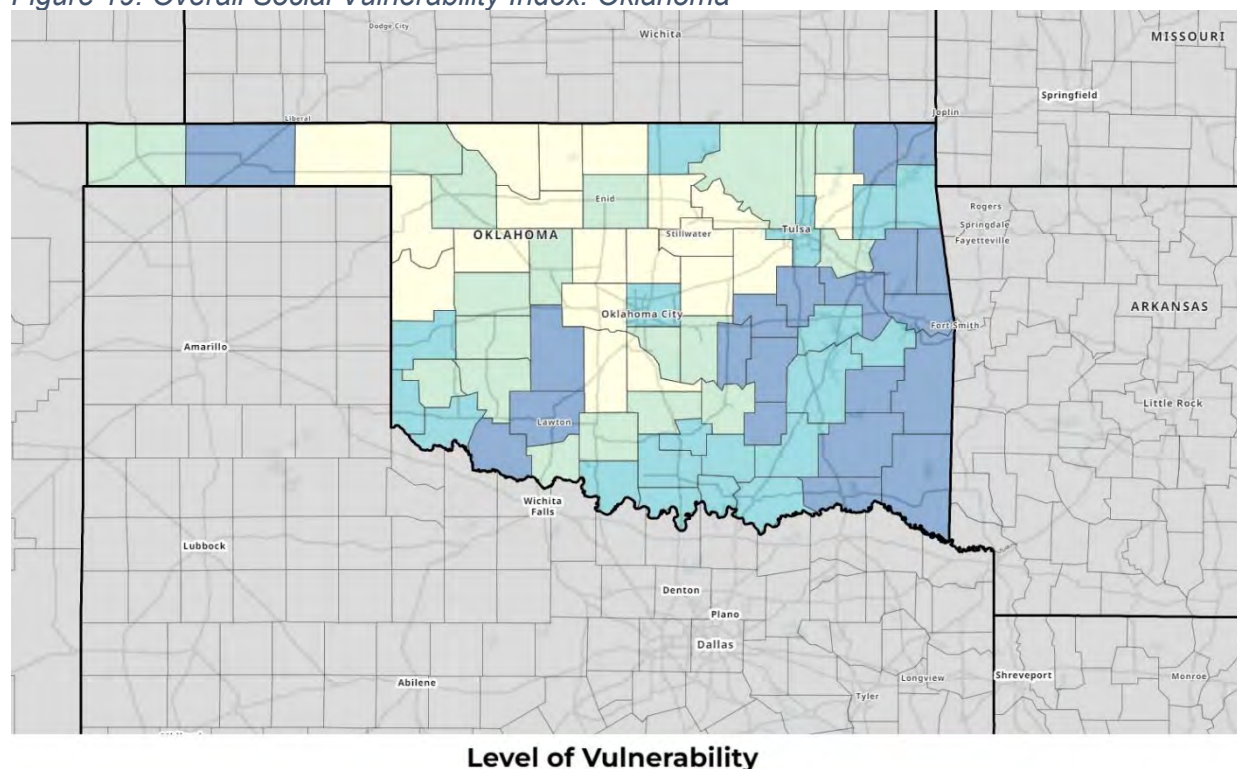 Figure 19: Overall Social Vulnerability Index: Oklahoma
Dodge City
Wichita
MISSOURI
Springfield
Liberal
Joplin
Enid
Rogers
Springdale
OKLAHOMA
Stillwater
Tulsa
Fayetteville
ARKANSAS
Oklahoma City
Fort Smith
Amarillo
Little Rock
Lawton
Wichita
Falls
Lubbock
Denton
Plano
Dallas
Abilene
Longview
Shreveport
Monroe
Tyler
Level of Vulnerability